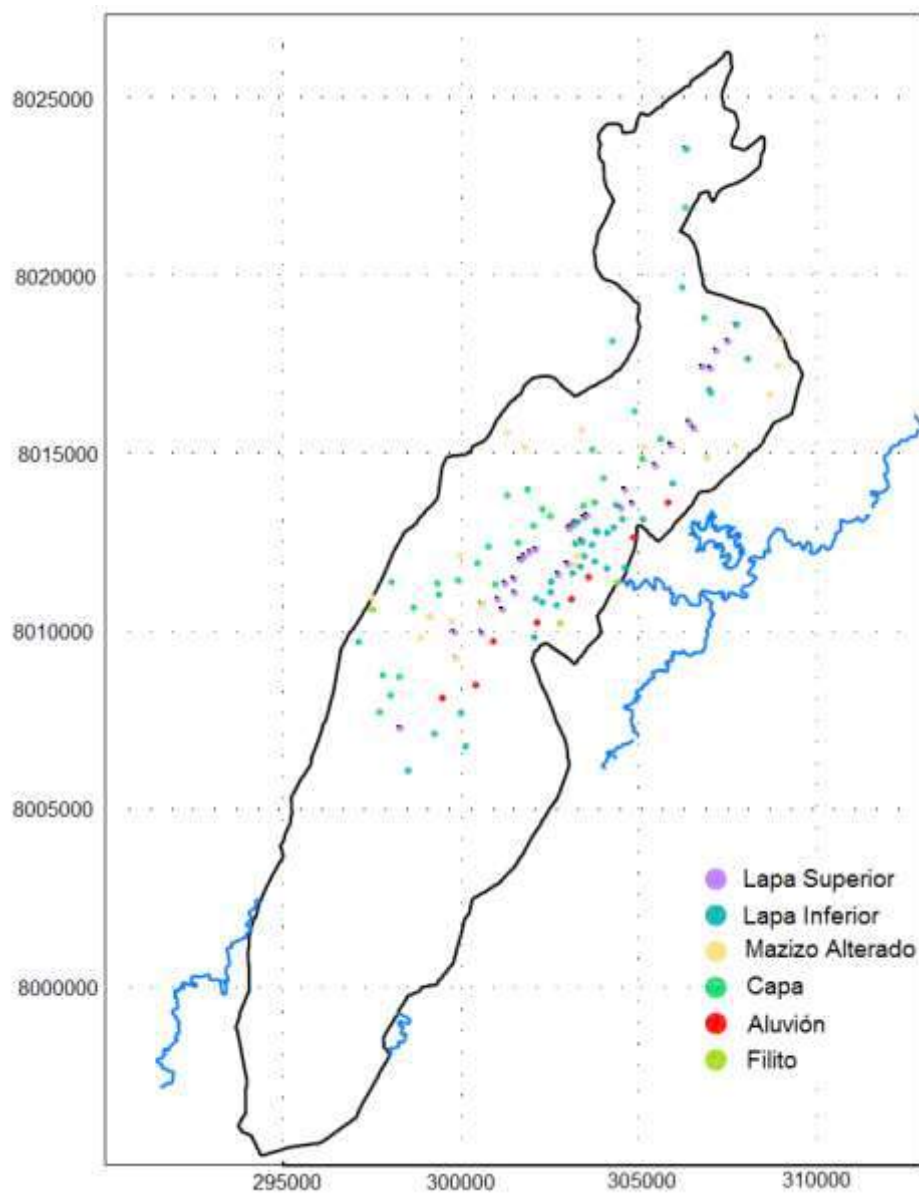 8025000
8020000
8015000
8010000
8005000
8000000
Lapa Superior
Lapa Inferior
Mazizo Alterado
Capa
Aluvión
Filito
295000
300000
305000
310000